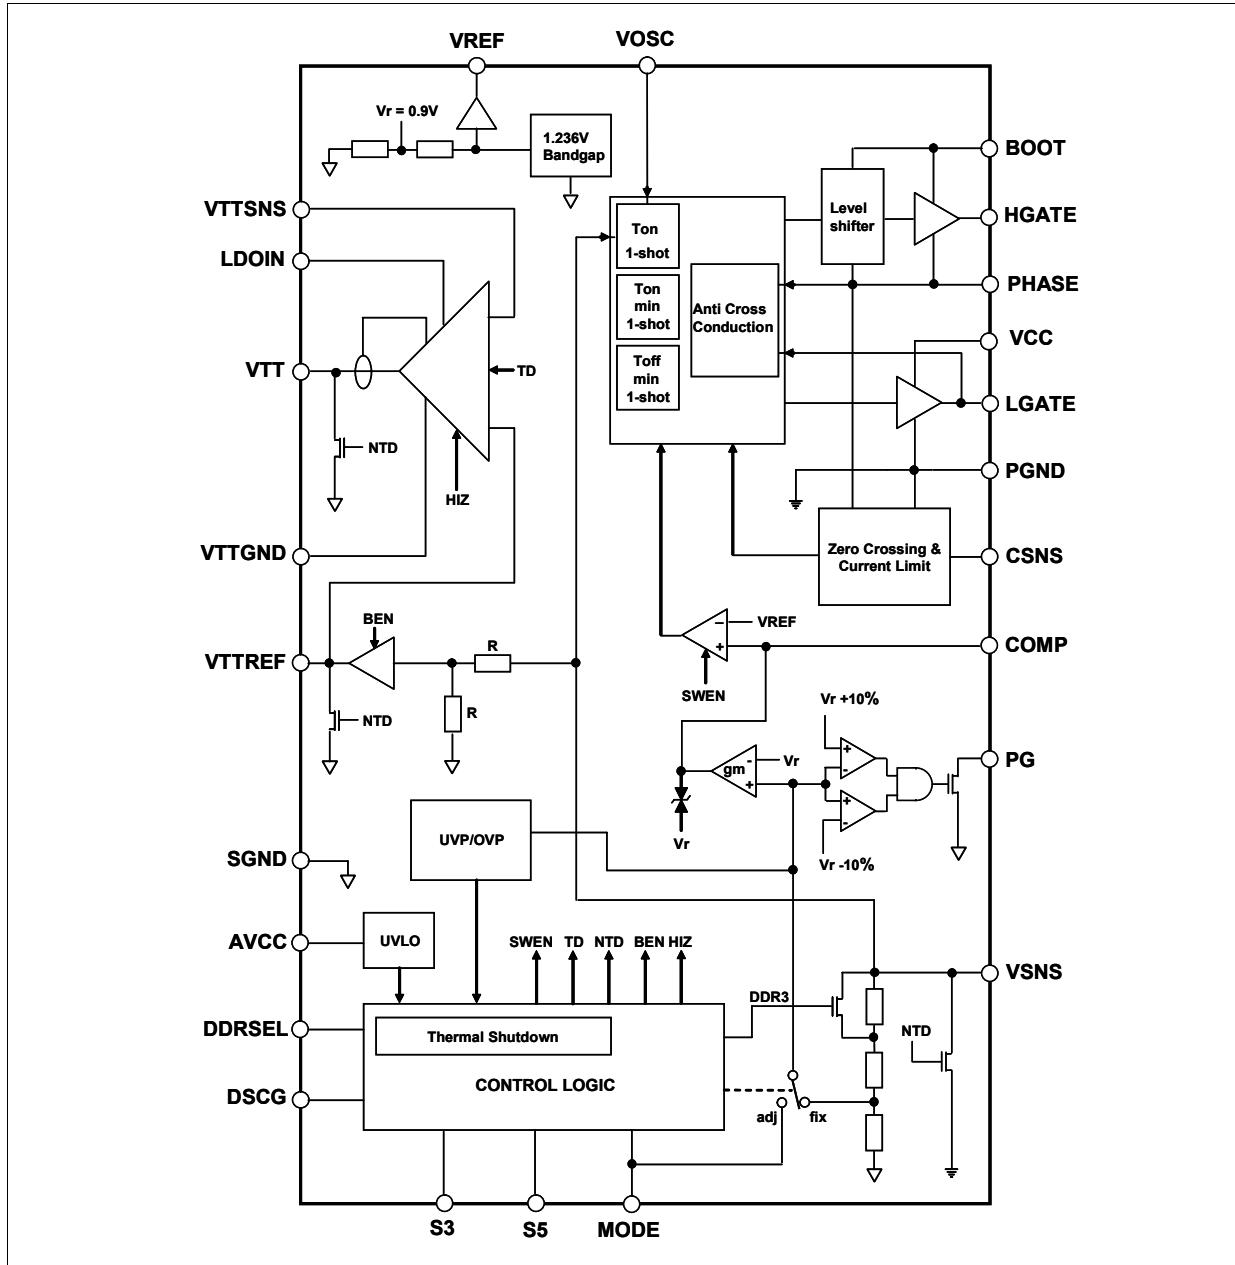 VREF
VOSC
Vr = 0.9V
1.236V
Bandgap
BOOT
VTTSNS
Ton
1-shot
Level
shifter
HGATE
LDOIN
PHASE
Ton
min
1-shot
Anti Cross
Conduction
VCC
VTT
TD
Toff
min
1-shot
LGATE
NTD
HIZ
PGND
VTTGND
Zero Crossing &
Current Limit
CSNS
BEN
VREF
−
+
COMP
VTTREF
R
SWEN
NTD
R
Vr +10%
gm
-
+
Vr
+
-
PG
+
-
Vr
Vr -10%
UVP/OVP
SGND
AVCC
UVLO
SWEN
TD
NTD
BEN
HIZ
VSNS
DDR3
DDRSEL
Thermal Shutdown
NTD
CONTROL LOGIC
DSCG
adj
fix
S3
S5
MODE